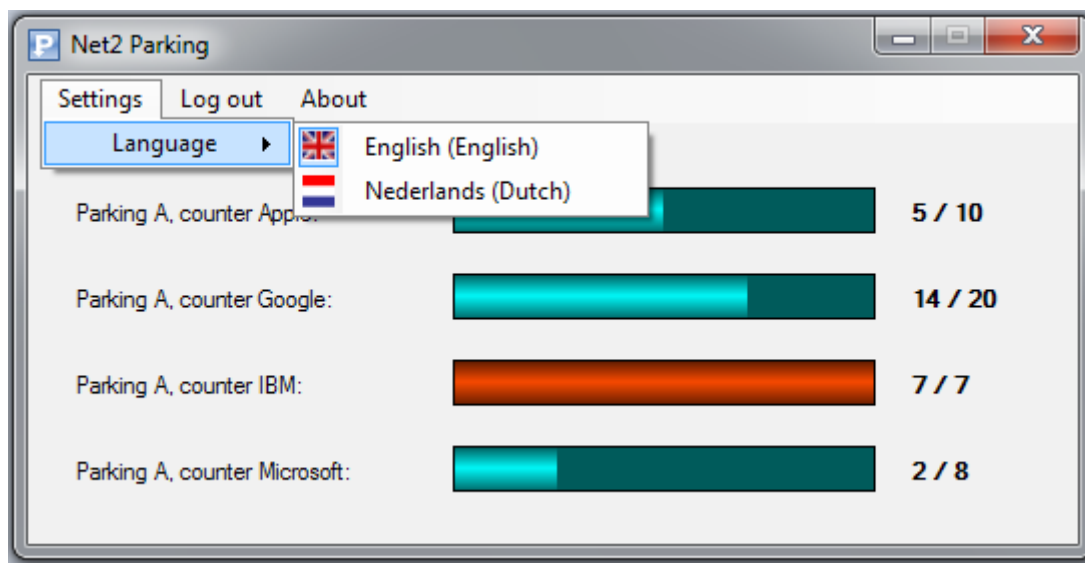 Net2 Parking
Settings Log out About
Language English (English)
Nederlands (Dutch)
Parking A, counter Apple: 5 / 10
Parking A, counter Google: 14 / 20
Parking A, counter IBM: 7 / 7
Parking A, counter Microsoft: 2 / 8